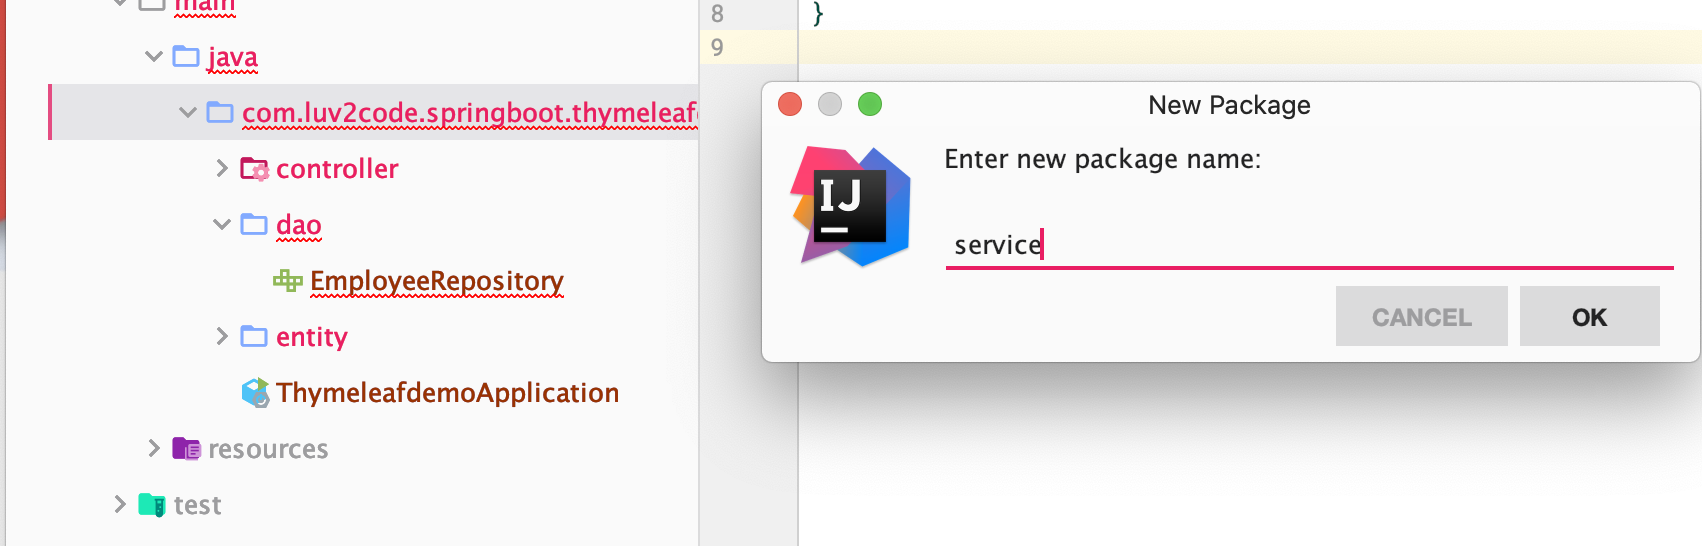 main
java
com.luv2code.springboot.thymeleaf
controller
dao
EmployeeRepository
entity
ThymeleafdemoApplication
resources
test
8 }
9
New Package
IJ
Enter new package name:
service
CANCEL OK